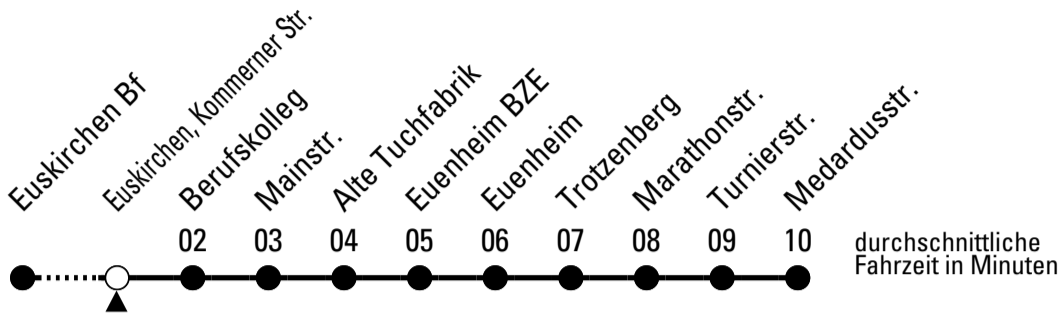 Euskirchen Bf
Euskirchen, Kommerner Str.
Berufskolleg
Mainstr.
Alte Tuchfabrik
Euenheim BZE
Euenheim
Trotzenberg
Marathonstr.
Turnierstr.
Medardusstr.
02 03 04 05 06 07 08 09 10
durchschnittliche
Fahrzeit in Minuten